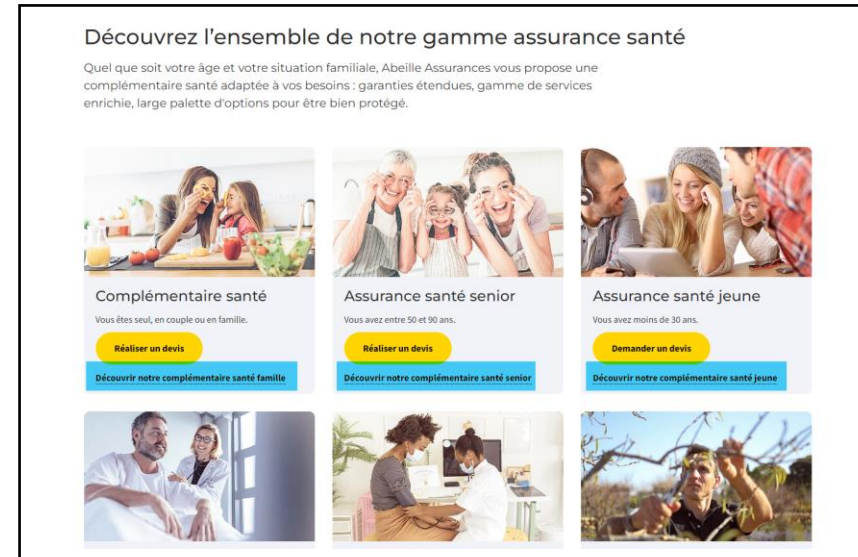 Découvrez l’ensemble de notre gamme assurance santé
Quel que soit votre âge et votre situation familiale, Abeille Assurances vous propose une
complémentaire santé adaptée à vos besoins : garanties étendues, gamme de services
enrichie, large palette d'options pour être bien protégé.
Complémentaire santé
Vous êtes seul, en couple ou en famille.
Réaliser un devis
Découvrir notre complémentaire santé famille
Assurance santé senior
Vous avez entre 50 et 90 ans.
Réaliser un devis
Découvrir notre complémentaire santé senior
Assurance santé jeune
Vous avez moins de 30 ans.
Demander un devis
Découvrir notre complémentaire santé jeune